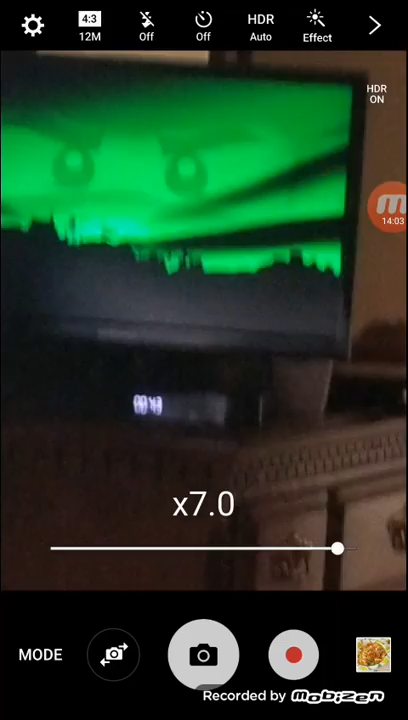 4:3
12M
Off
Off
HDR
Auto
Effect
HDR
ON
14:03
x7.0
MODE
Recorded by mobizen